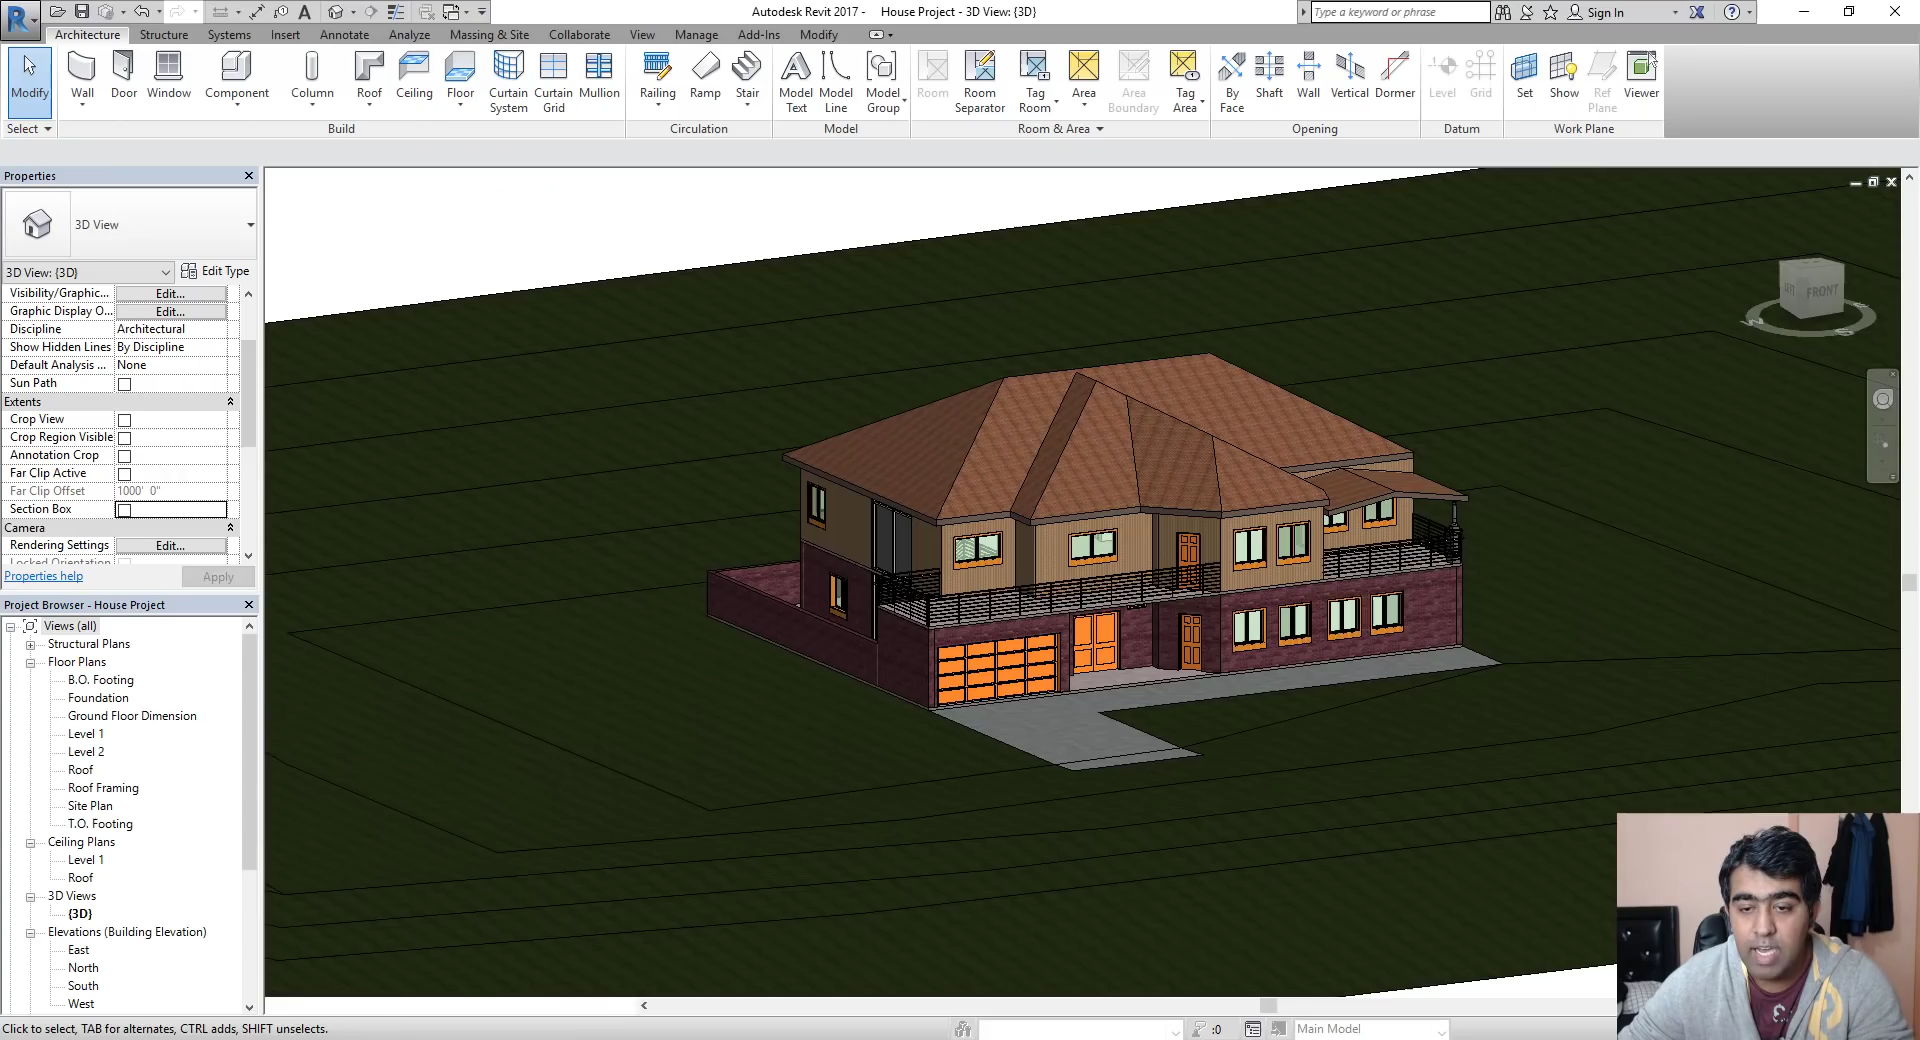 Autodesk Revit 2017 -    House Project - 3D View: {3D}
Type a keyword or phrase
Sign In
Architecture Structure Systems Insert Annotate Analyze Massing & Site Collaborate View Manage Add-Ins Modify
Modify
Wall
Door
Window
Component
Column
Roof
Ceiling
Floor
Curtain
System
Curtain
Grid
Mullion
Railing
Ramp
Stair
Model
Text
Model
Line
Model
Group
Room
Room
Separator
Tag
Room
Area
Area
Boundary
Tag
Area
By
Face
Shaft
Wall
Vertical
Dormer
Level
Grid
Set
Show
Ref
Plane
Viewer
Select
Build
Circulation
Model
Room & Area
Opening
Datum
Work Plane
Properties
3D View
3D View: {3D}
Edit Type
Visibility/Graphic... Edit...
Graphic Display O... Edit...
Discipline Architectural
Show Hidden Lines By Discipline
Default Analysis ... None
Sun Path
Extents
Crop View
Crop Region Visible
Annotation Crop
Far Clip Active
Far Clip Offset 1000' 0"
Section Box
Camera
Rendering Settings Edit...
Locked Orientation
Properties help
Apply
Project Browser - House Project
Views (all)
Structural Plans
Floor Plans
B.O. Footing
Foundation
Ground Floor Dimension
Level 1
Level 2
Roof
Roof Framing
Site Plan
T.O. Footing
Ceiling Plans
Level 1
Roof
3D Views
{3D}
Elevations (Building Elevation)
East
North
South
West
LEFT
FRONT
W
S
Click to select, TAB for alternates, CTRL adds, SHIFT unselects.
:0
Main Model